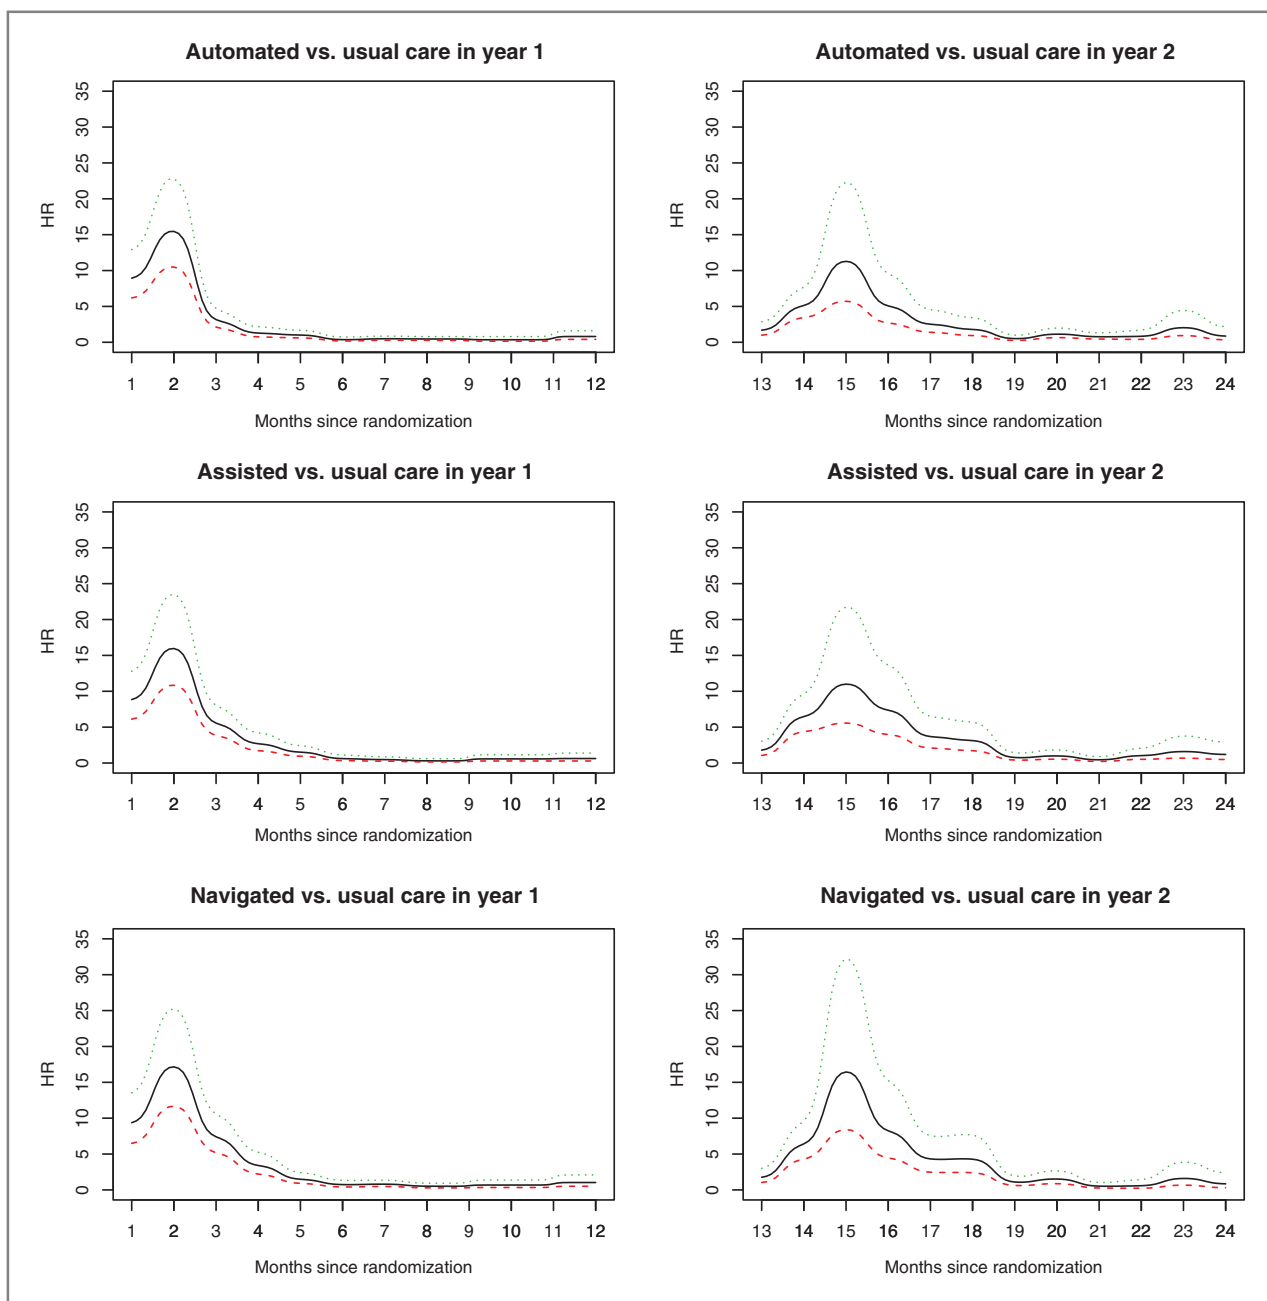 Automated vs. usual care in year 1
35
30
25
20
15
10
5
0
HR
1 2 3 4 5 6 7 8 9 10 11 12
Months since randomization
Automated vs. usual care in year 2
35
30
25
20
15
10
5
0
HR
13 14 15 16 17 18 19 20 21 22 23 24
Months since randomization
Assisted vs. usual care in year 1
35
30
25
20
15
10
5
0
HR
1 2 3 4 5 6 7 8 9 10 11 12
Months since randomization
Assisted vs. usual care in year 2
35
30
25
20
15
10
5
0
HR
13 14 15 16 17 18 19 20 21 22 23 24
Months since randomization
Navigated vs. usual care in year 1
35
30
25
20
15
10
5
0
HR
1 2 3 4 5 6 7 8 9 10 11 12
Months since randomization
Navigated vs. usual care in year 2
35
30
25
20
15
10
5
0
HR
13 14 15 16 17 18 19 20 21 22 23 24
Months since randomization